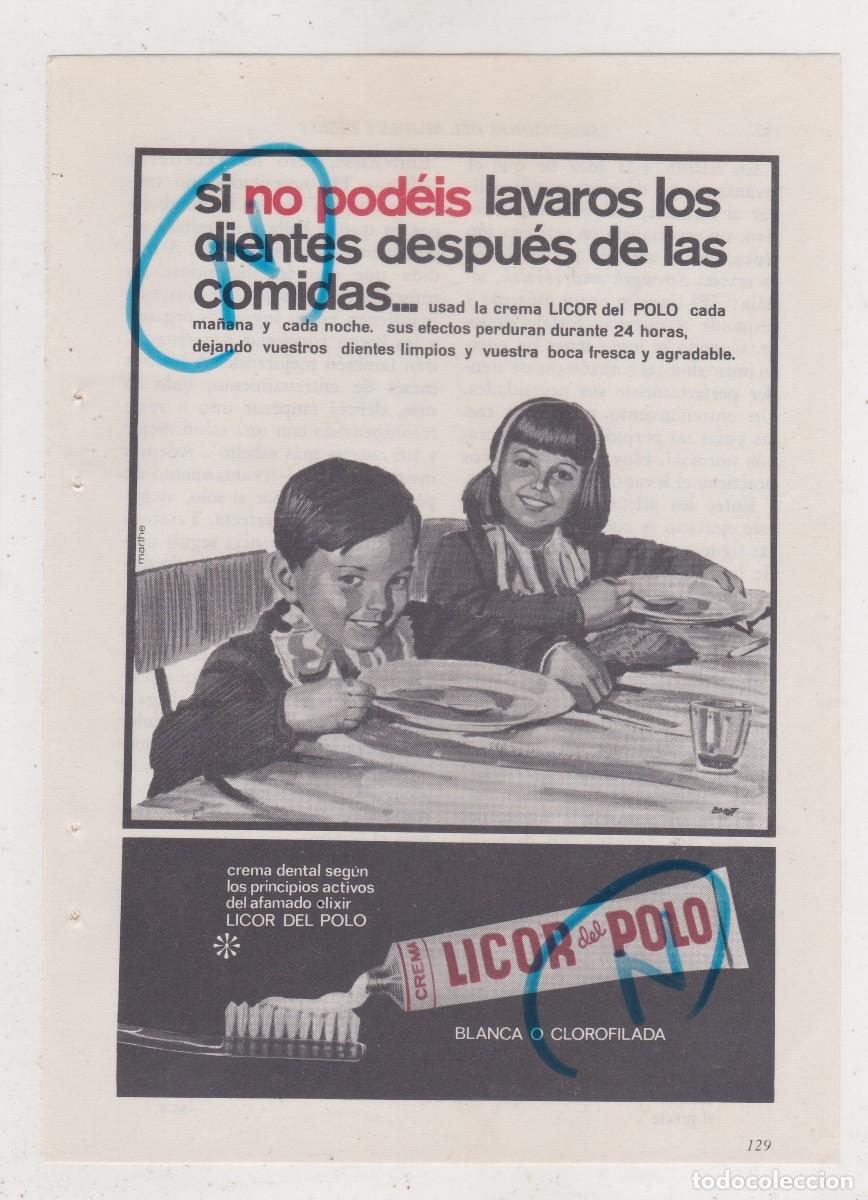 si no podéis lavaros los
dientes después de las
comidas... usad la crema LICOR del POLO cada
mañana y cada noche. sus efectos perduran durante 24 horas,
dejando vuestros dientes limpios y vuestra boca fresca y agradable.
marthe
crema dental según
los principios activos
del afamado elixir
LICOR DEL POLO
CREMA LICOR del POLO
BLANCA O CLOROFILADA
129
todocoleccion